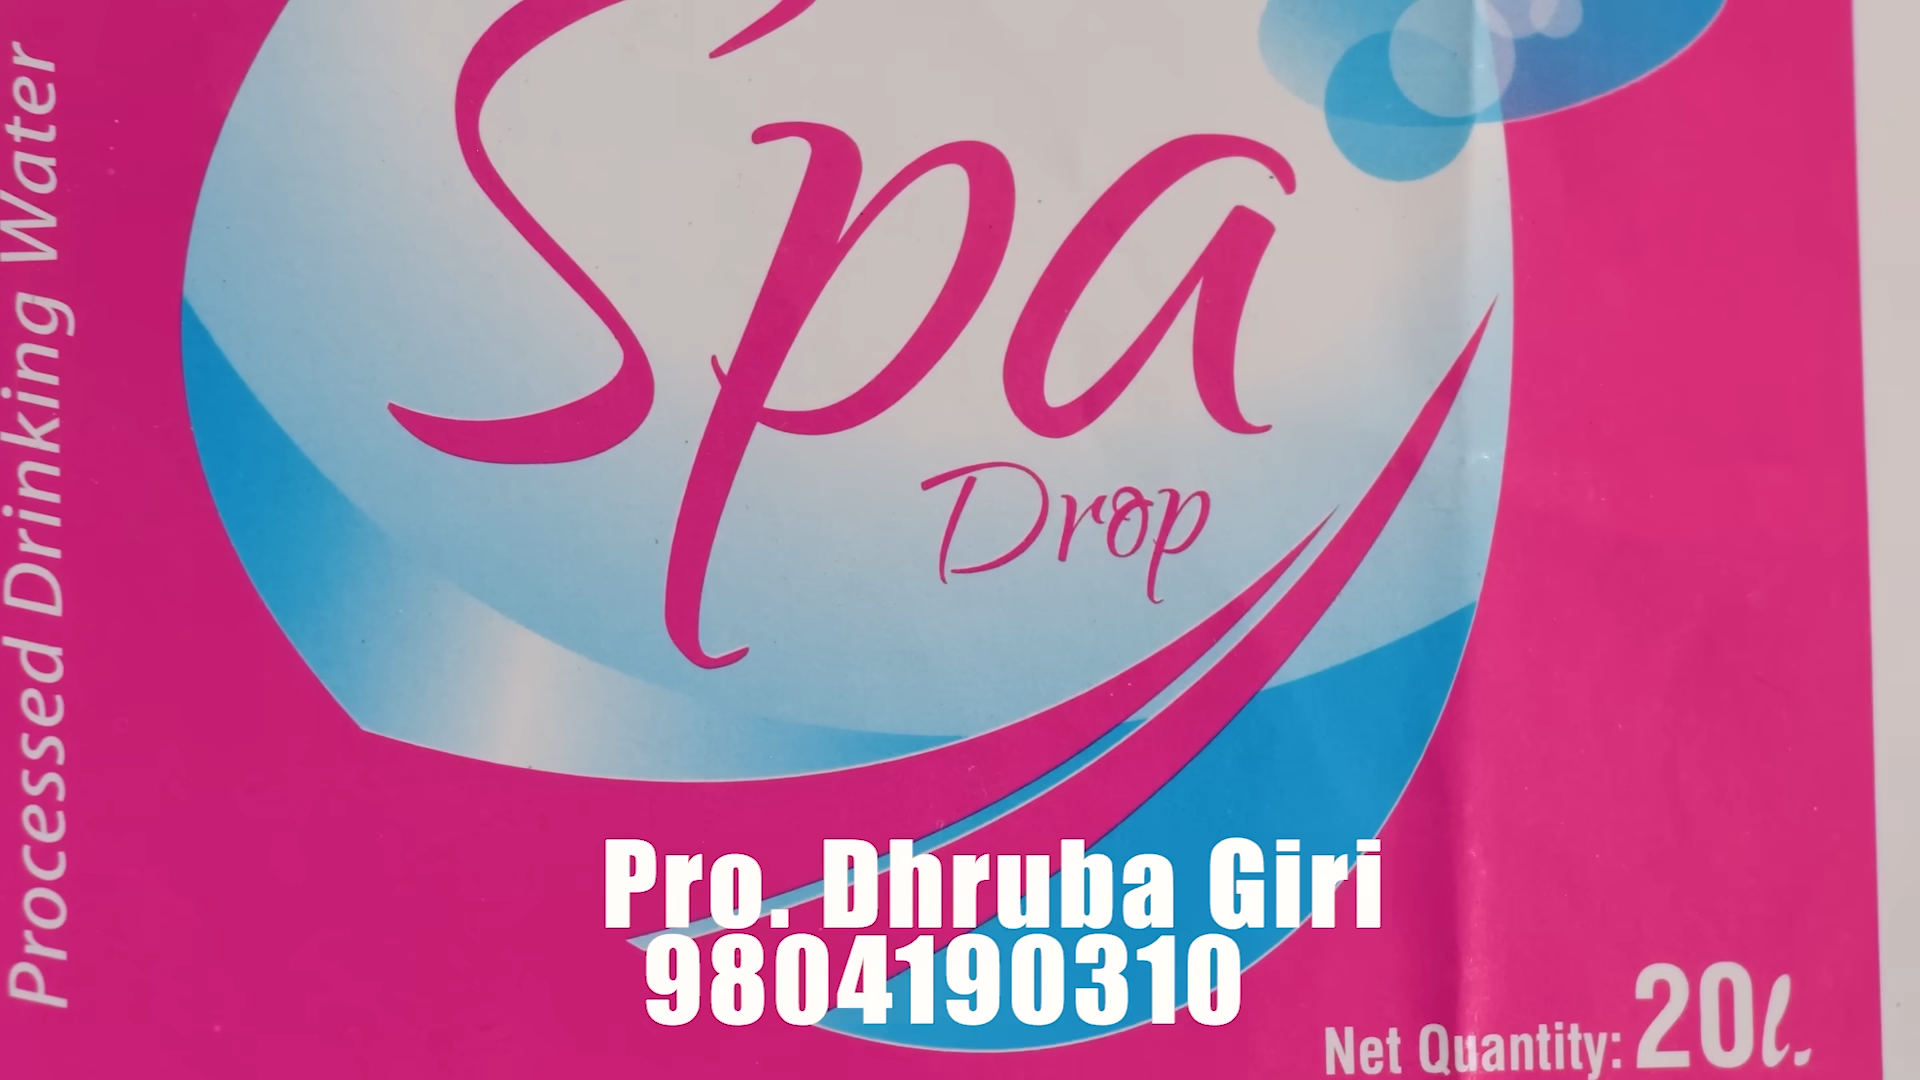 Processed Drinking Water
Spa
Drop
Pro. Dhruba Giri
9804190310
Net Quantity: 20l.